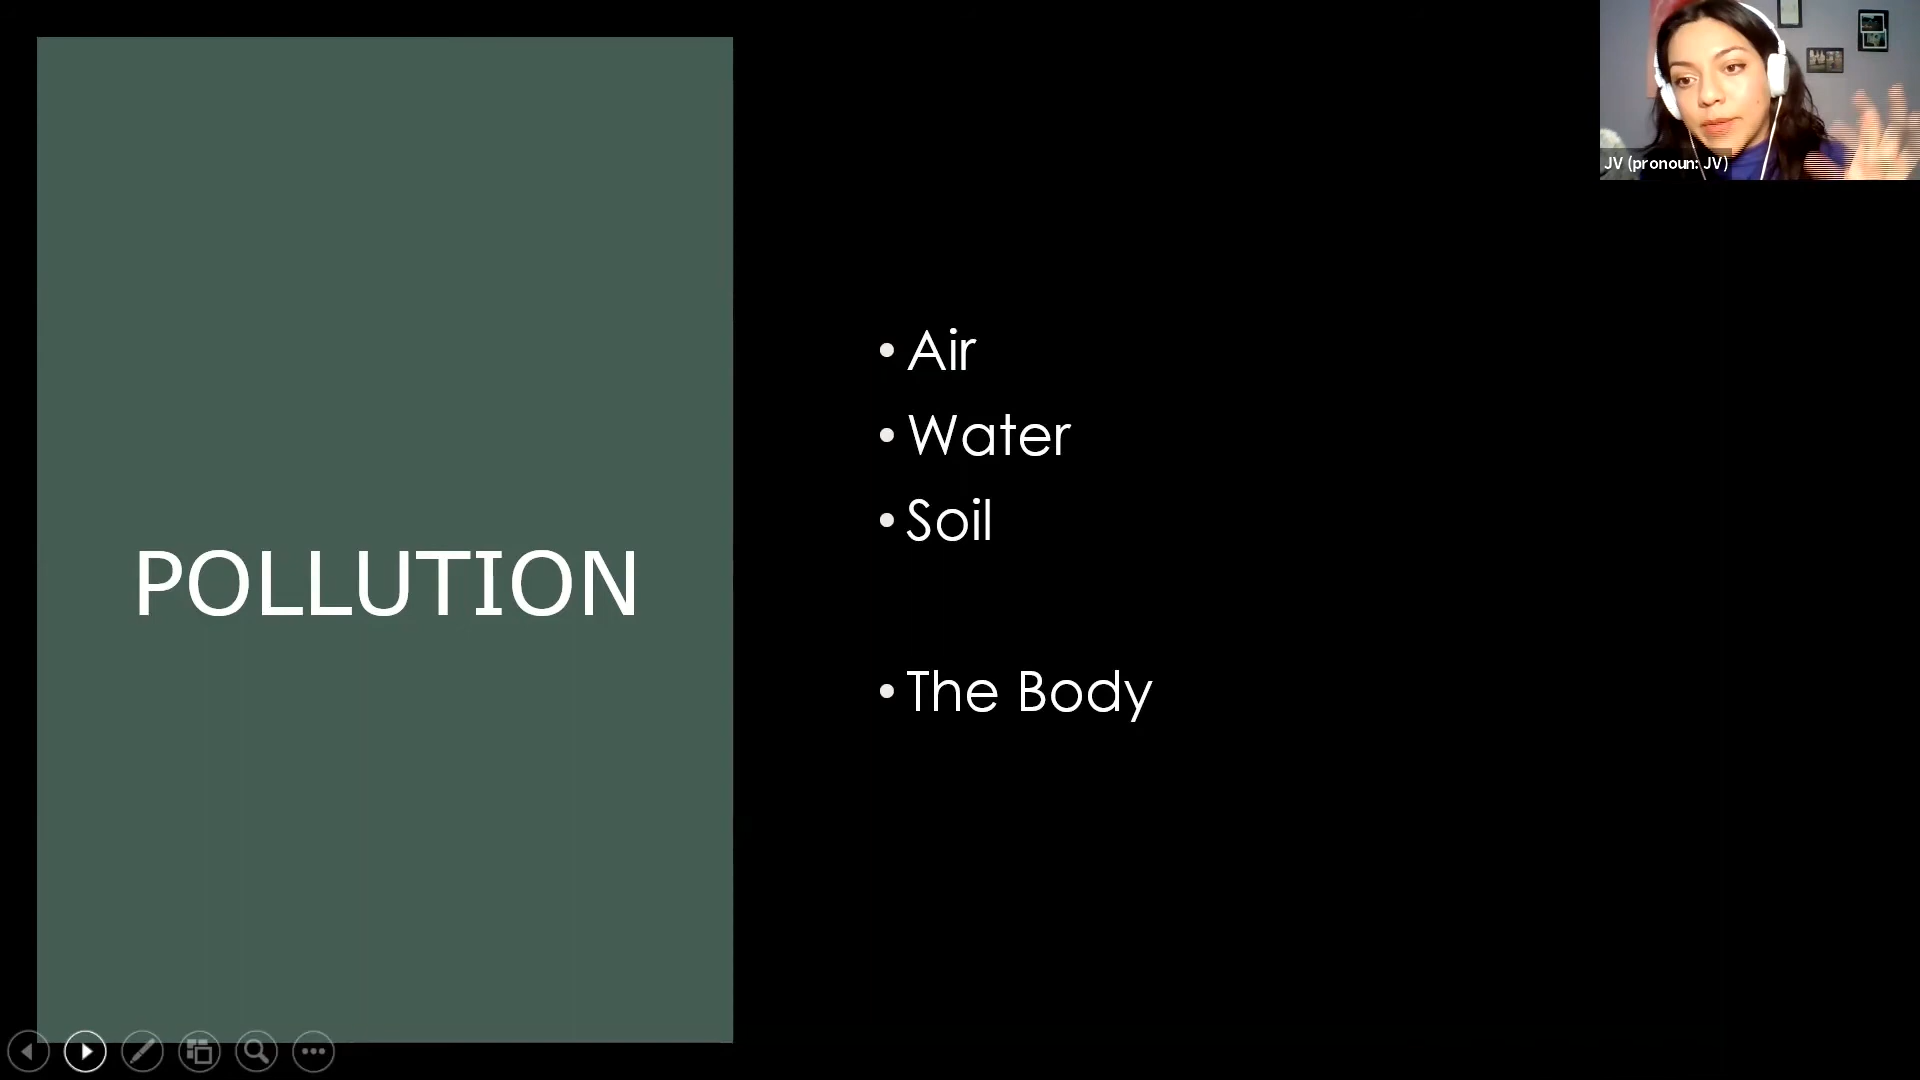 POLLUTION
• Air
• Water
• Soil
• The Body
JV (pronoun: JV)